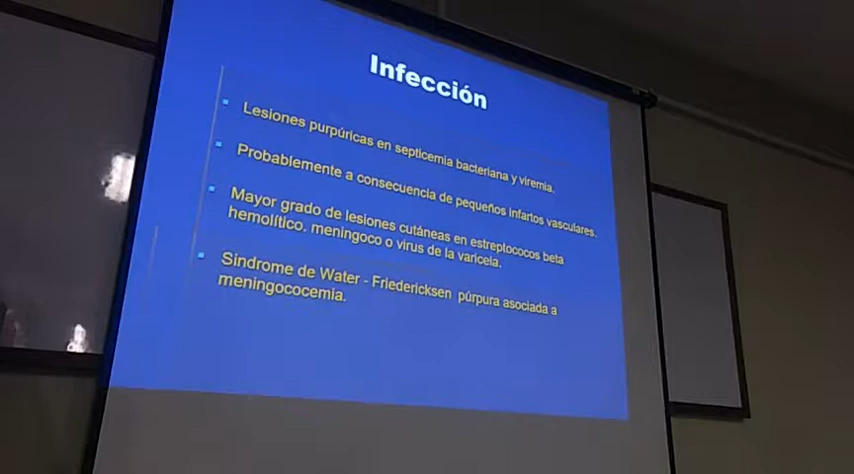 Infección
Lesiones purpúricas en septicemia bacteriana y viremia.
Probablemente a consecuencia de pequeños infartos vasculares.
Mayor grado de lesiones cutáneas en estreptococos beta
hemolítico. meningoco o virus de la varicela.
Síndrome de Water - Friedericksen púrpura asociada a
meningococemia.